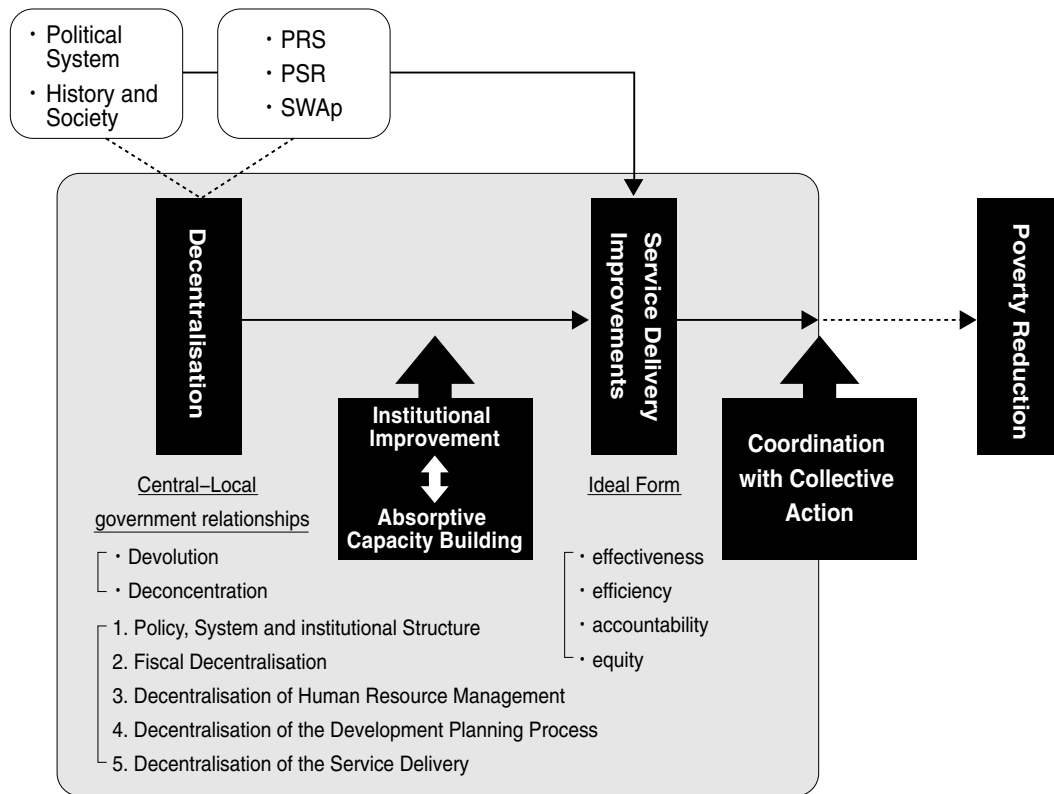 ・Political
System
・History and
Society
・PRS
・PSR
・SWAp
Decentralisation
Service Delivery
Improvements
Poverty Reduction
Institutional
Improvement
Absorptive
Capacity Building
Coordination
with Collective
Action
Central–Local
government relationships
・Devolution
・Deconcentration
1. Policy, System and institutional Structure
2. Fiscal Decentralisation
3. Decentralisation of Human Resource Management
4. Decentralisation of the Development Planning Process
5. Decentralisation of the Service Delivery
Ideal Form
・effectiveness
・efficiency
・accountability
・equity